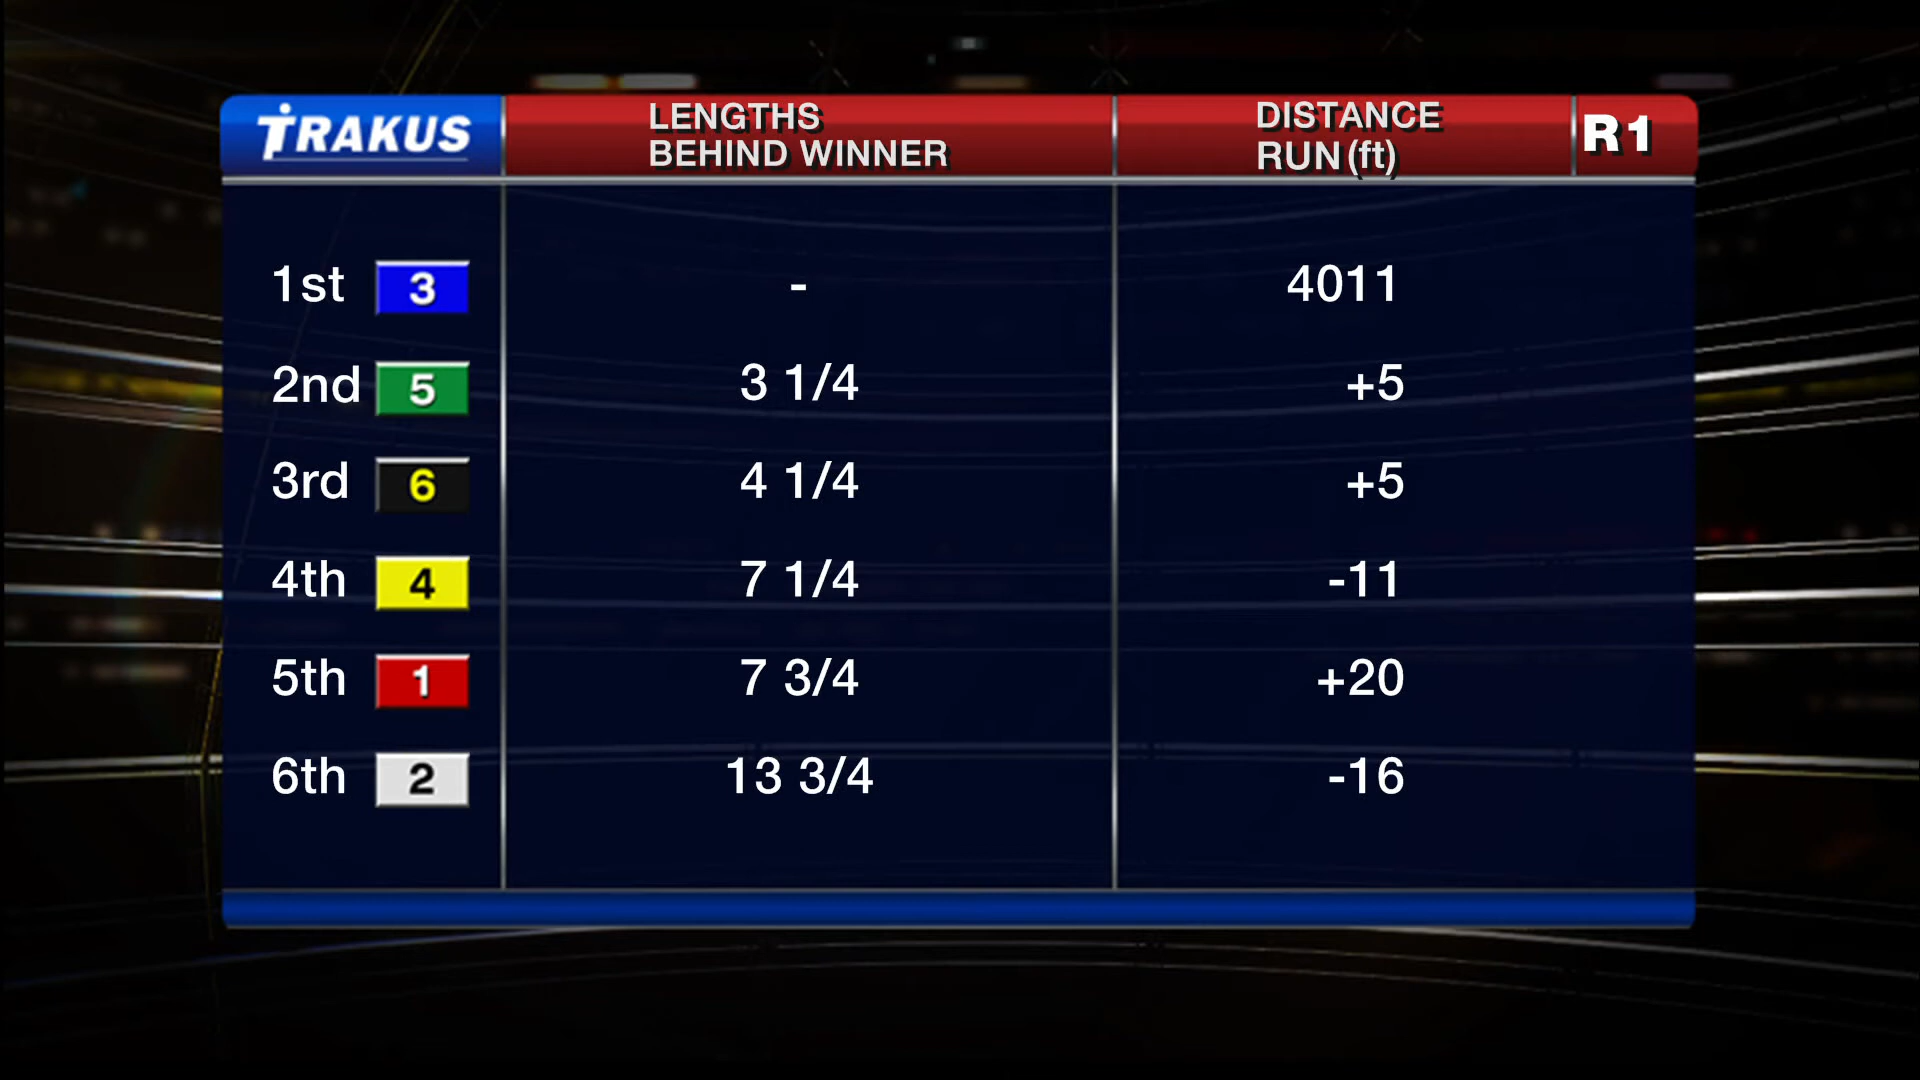 TRAKUS
LENGTHS
BEHIND WINNER
DISTANCE
RUN (ft)
R1
1st 3 - 4011
2nd 5 3 1/4 +5
3rd 6 4 1/4 +5
4th 4 7 1/4 -11
5th 1 7 3/4 +20
6th 2 13 3/4 -16